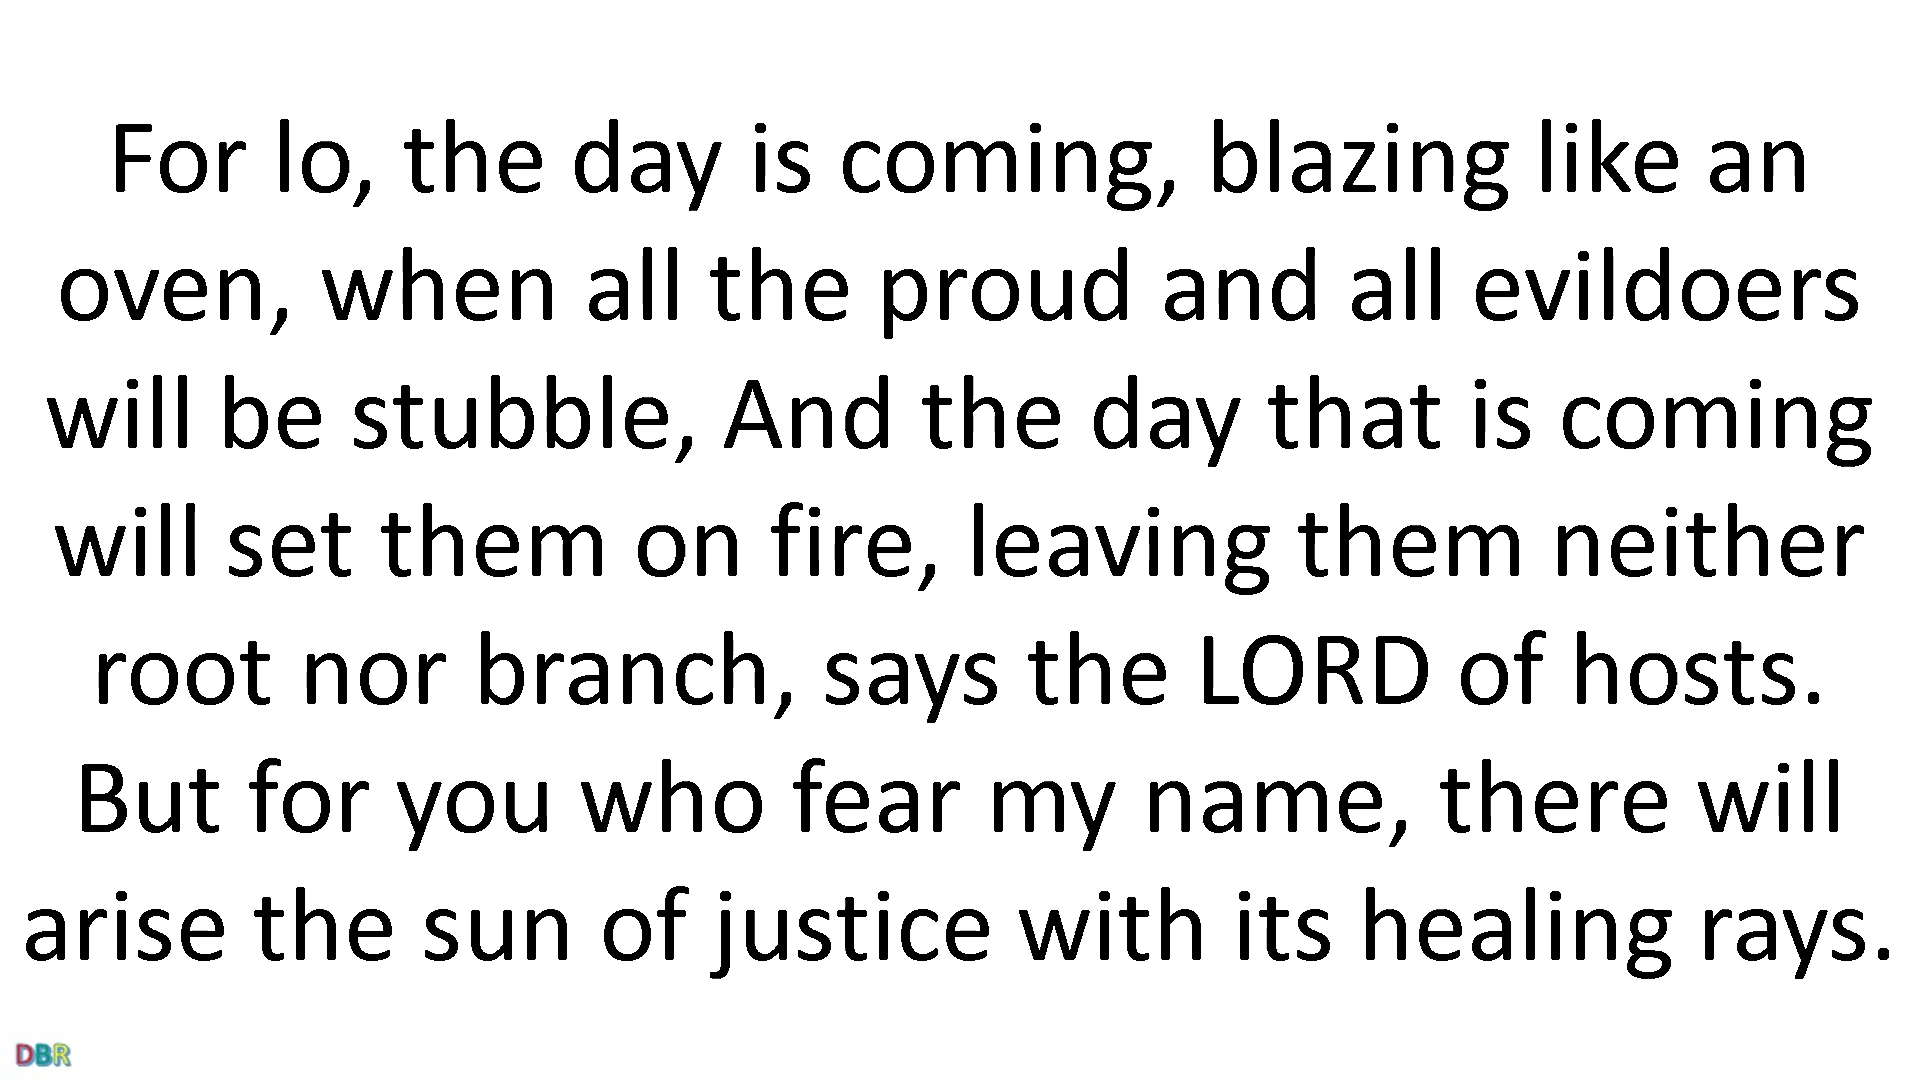 For lo, the day is coming, blazing like an
oven, when all the proud and all evildoers
will be stubble, And the day that is coming
will set them on fire, leaving them neither
root nor branch, says the LORD of hosts.
But for you who fear my name, there will
arise the sun of justice with its healing rays.
DBR